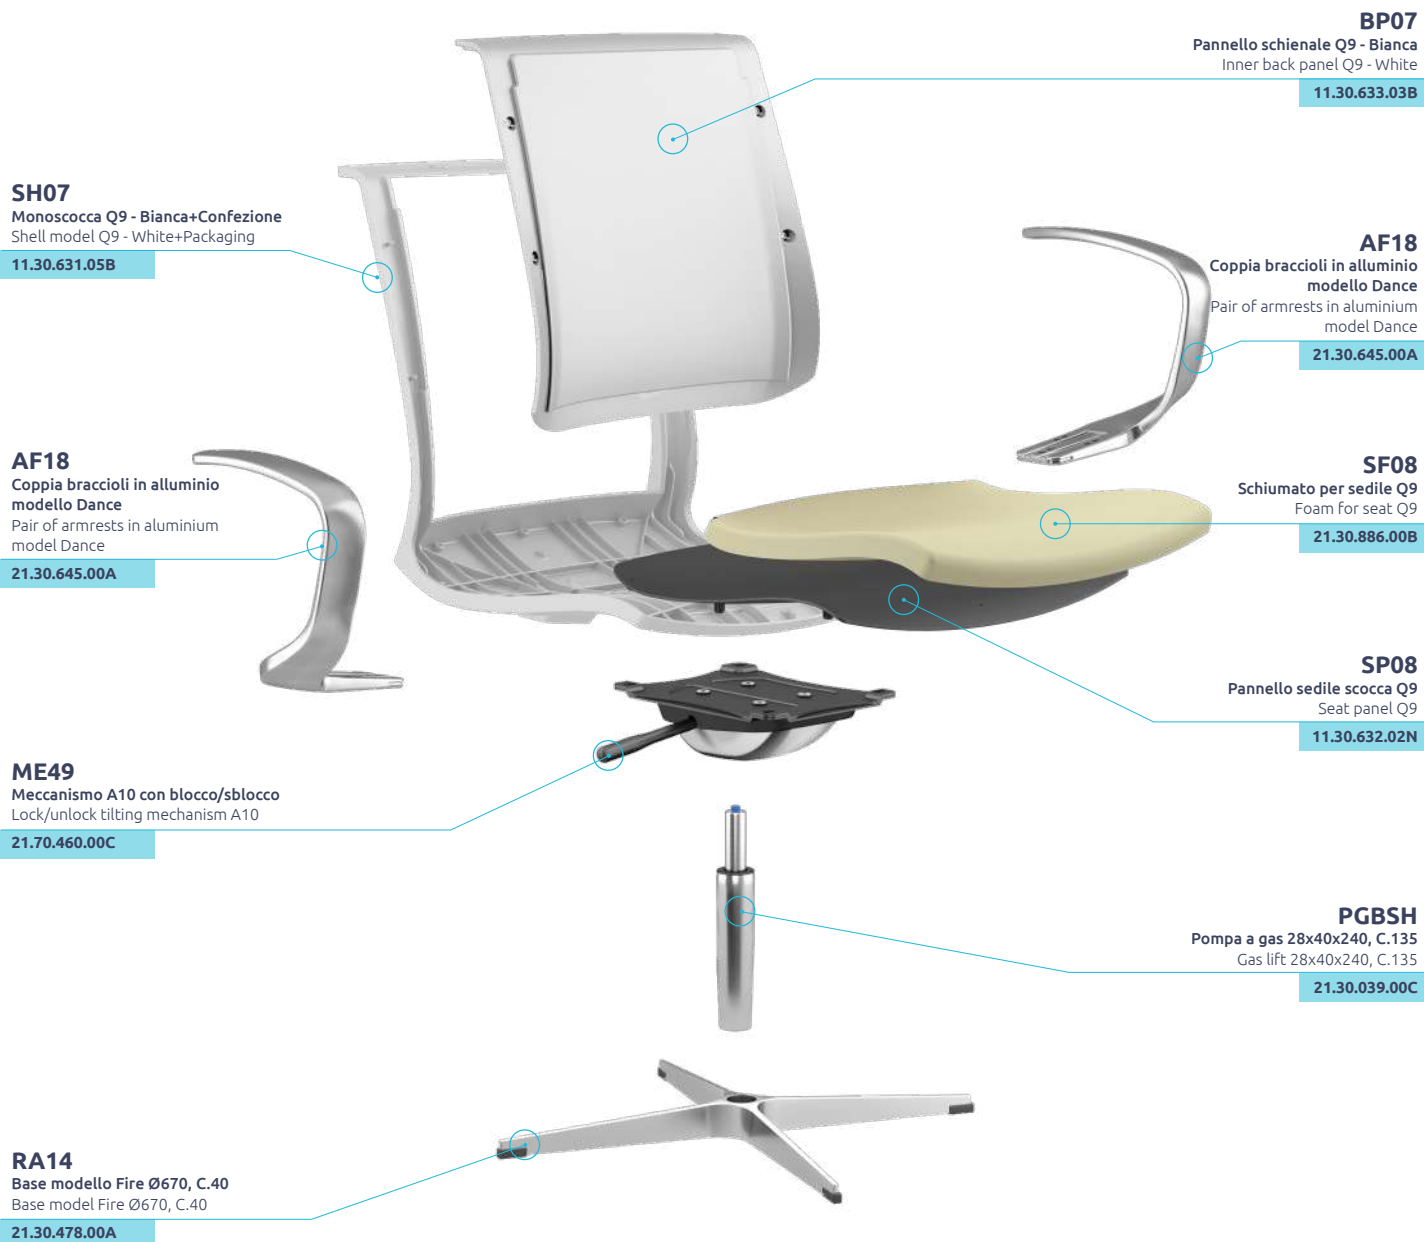 BP07
Pannello schienale Q9 - Bianca
Inner back panel Q9 - White
11.30.633.03B
SH07
Monoscocca Q9 - Bianca+Confezione
Shell model Q9 - White+Packaging
11.30.631.05B
AF18
Coppia braccioli in alluminio
modello Dance
Pair of armrests in aluminium
model Dance
21.30.645.00A
AF18
Coppia braccioli in alluminio
modello Dance
Pair of armrests in aluminium
model Dance
21.30.645.00A
SF08
Schiumato per sedile Q9
Foam for seat Q9
21.30.886.00B
SP08
Pannello sedile scocca Q9
Seat panel Q9
11.30.632.02N
ME49
Meccanismo A10 con blocco/sblocco
Lock/unlock tilting mechanism A10
21.70.460.00C
PGBSH
Pompa a gas 28x40x240, C.135
Gas lift 28x40x240, C.135
21.30.039.00C
RA14
Base modello Fire Ø670, C.40
Base model Fire Ø670, C.40
21.30.478.00A